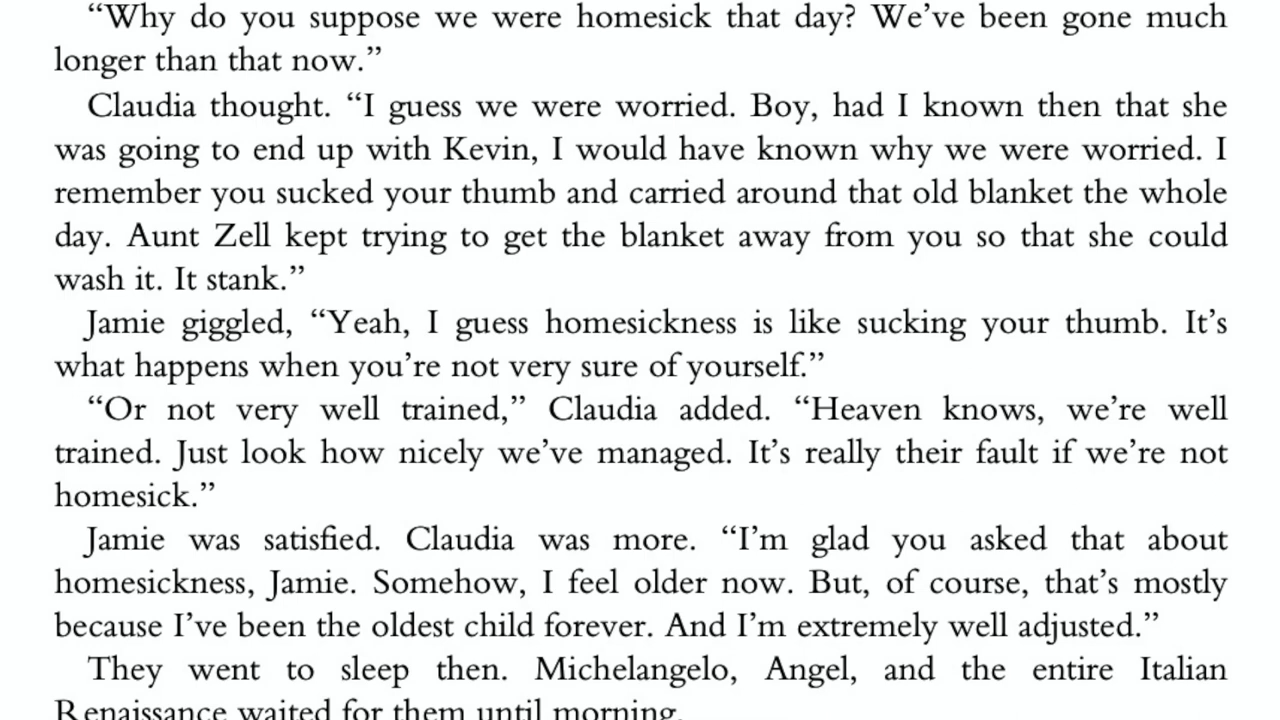 “Why do you suppose we were homesick that day? We’ve been gone much
longer than that now.”
Claudia thought. “I guess we were worried. Boy, had I known then that she
was going to end up with Kevin, I would have known why we were worried. I
remember you sucked your thumb and carried around that old blanket the whole
day. Aunt Zell kept trying to get the blanket away from you so that she could
wash it. It stank.”
Jamie giggled, “Yeah, I guess homesickness is like sucking your thumb. It’s
what happens when you’re not very sure of yourself.”
“Or not very well trained,” Claudia added. “Heaven knows, we’re well
trained. Just look how nicely we’ve managed. It’s really their fault if we’re not
homesick.”
Jamie was satisfied. Claudia was more. “I’m glad you asked that about
homesickness, Jamie. Somehow, I feel older now. But, of course, that’s mostly
because I’ve been the oldest child forever. And I’m extremely well adjusted.”
They went to sleep then. Michelangelo, Angel, and the entire Italian
Renaissance waited for them until morning.